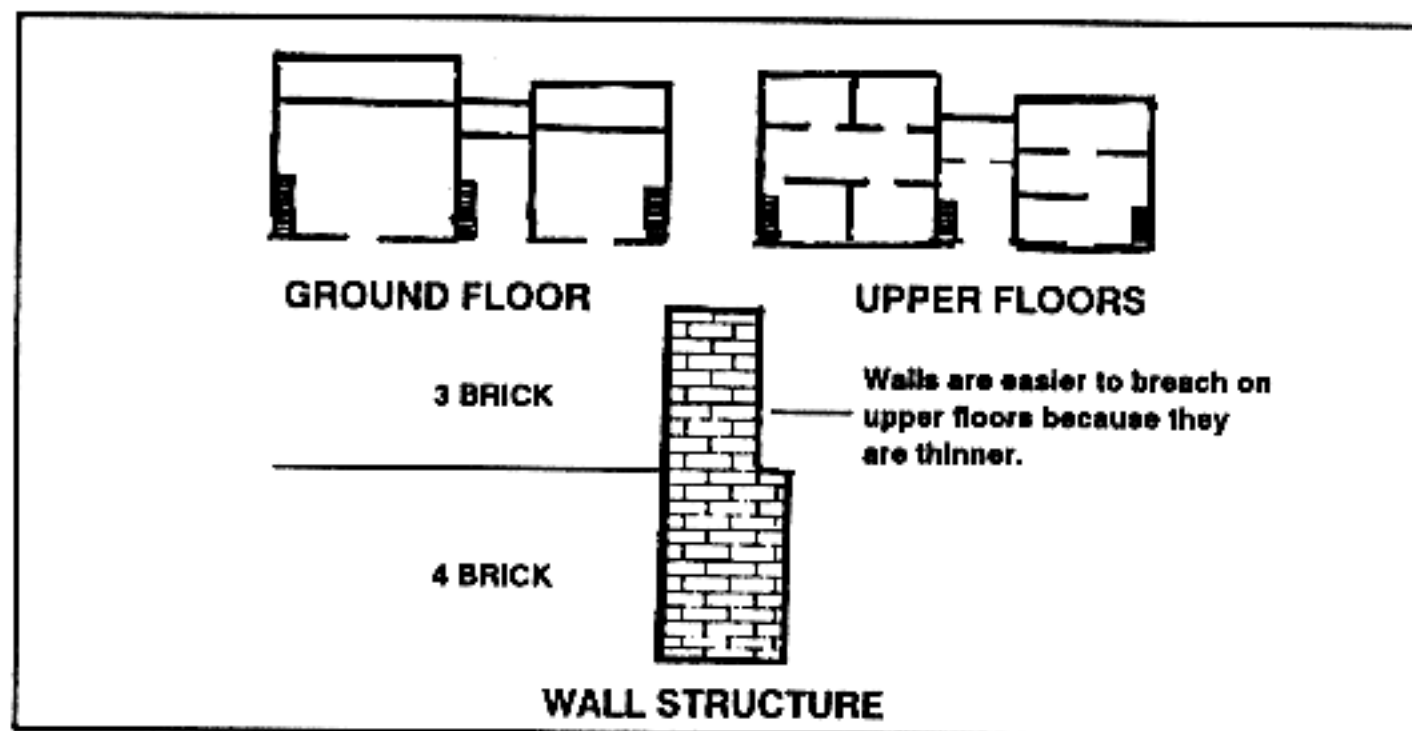 GROUND FLOOR
UPPER FLOORS
3 BRICK
Walls are easier to breach on
upper floors because they
are thinner.
4 BRICK
WALL STRUCTURE